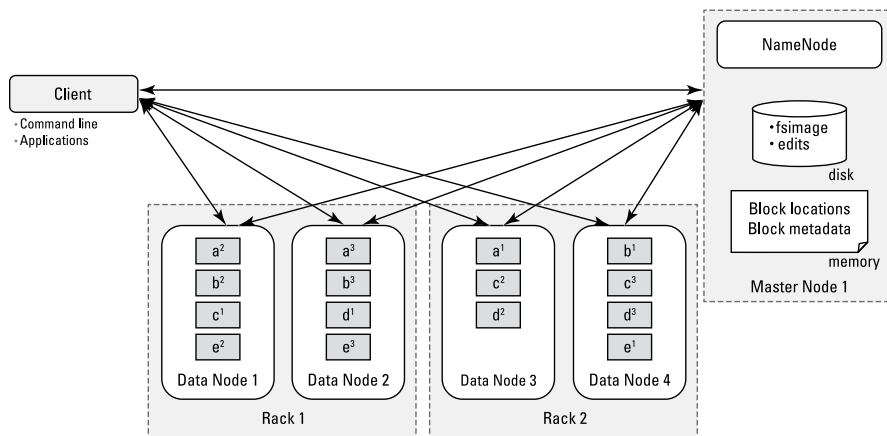 NameNode
Client
• Command line
• Applications
• fsimage
• edits
disk
Block locations
Block metadata
memory
Master Node 1
a²
b²
c¹
e²
Data Node 1
a³
b³
d¹
e³
Data Node 2
Rack 1
a¹
c²
d²
Data Node 3
b¹
c³
d³
e¹
Data Node 4
Rack 2